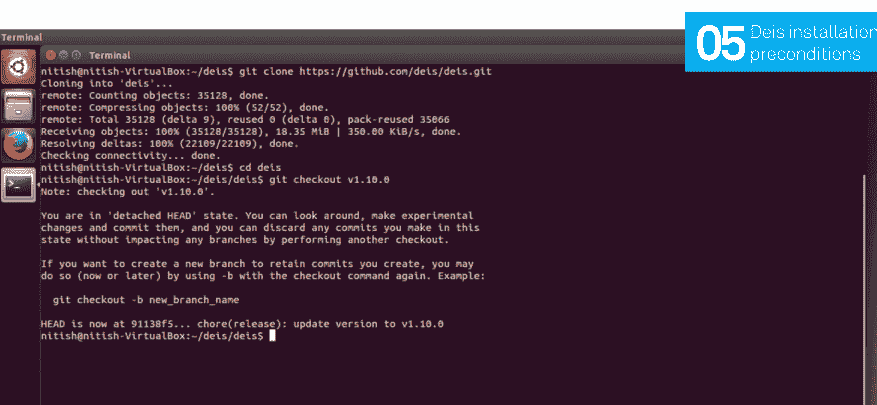 05 Deis installation
preconditions
Terminal
Terminal
nitish@nitish-VirtualBox:~/deis$ git clone https://github.com/deis/deis.git
Cloning into 'deis'...
remote: Counting objects: 35128, done.
remote: Compressing objects: 100% (52/52), done.
remote: Total 35128 (delta 9), reused 0 (delta 0), pack-reused 35066
Receiving objects: 100% (35128/35128), 18.35 MiB | 350.00 KiB/s, done.
Resolving deltas: 100% (22109/22109), done.
Checking connectivity... done.
nitish@nitish-VirtualBox:~/deis$ cd deis
nitish@nitish-VirtualBox:~/deis/deis$ git checkout v1.10.0
Note: checking out 'v1.10.0'.
You are in 'detached HEAD' state. You can look around, make experimental
changes and commit them, and you can discard any commits you make in this
state without impacting any branches by performing another checkout.
If you want to create a new branch to retain commits you create, you may
do so (now or later) by using -b with the checkout command again. Example:
git checkout -b new_branch_name
HEAD is now at 91138f5... chore(release): update version to v1.10.0
nitish@nitish-VirtualBox:~/deis/deis$